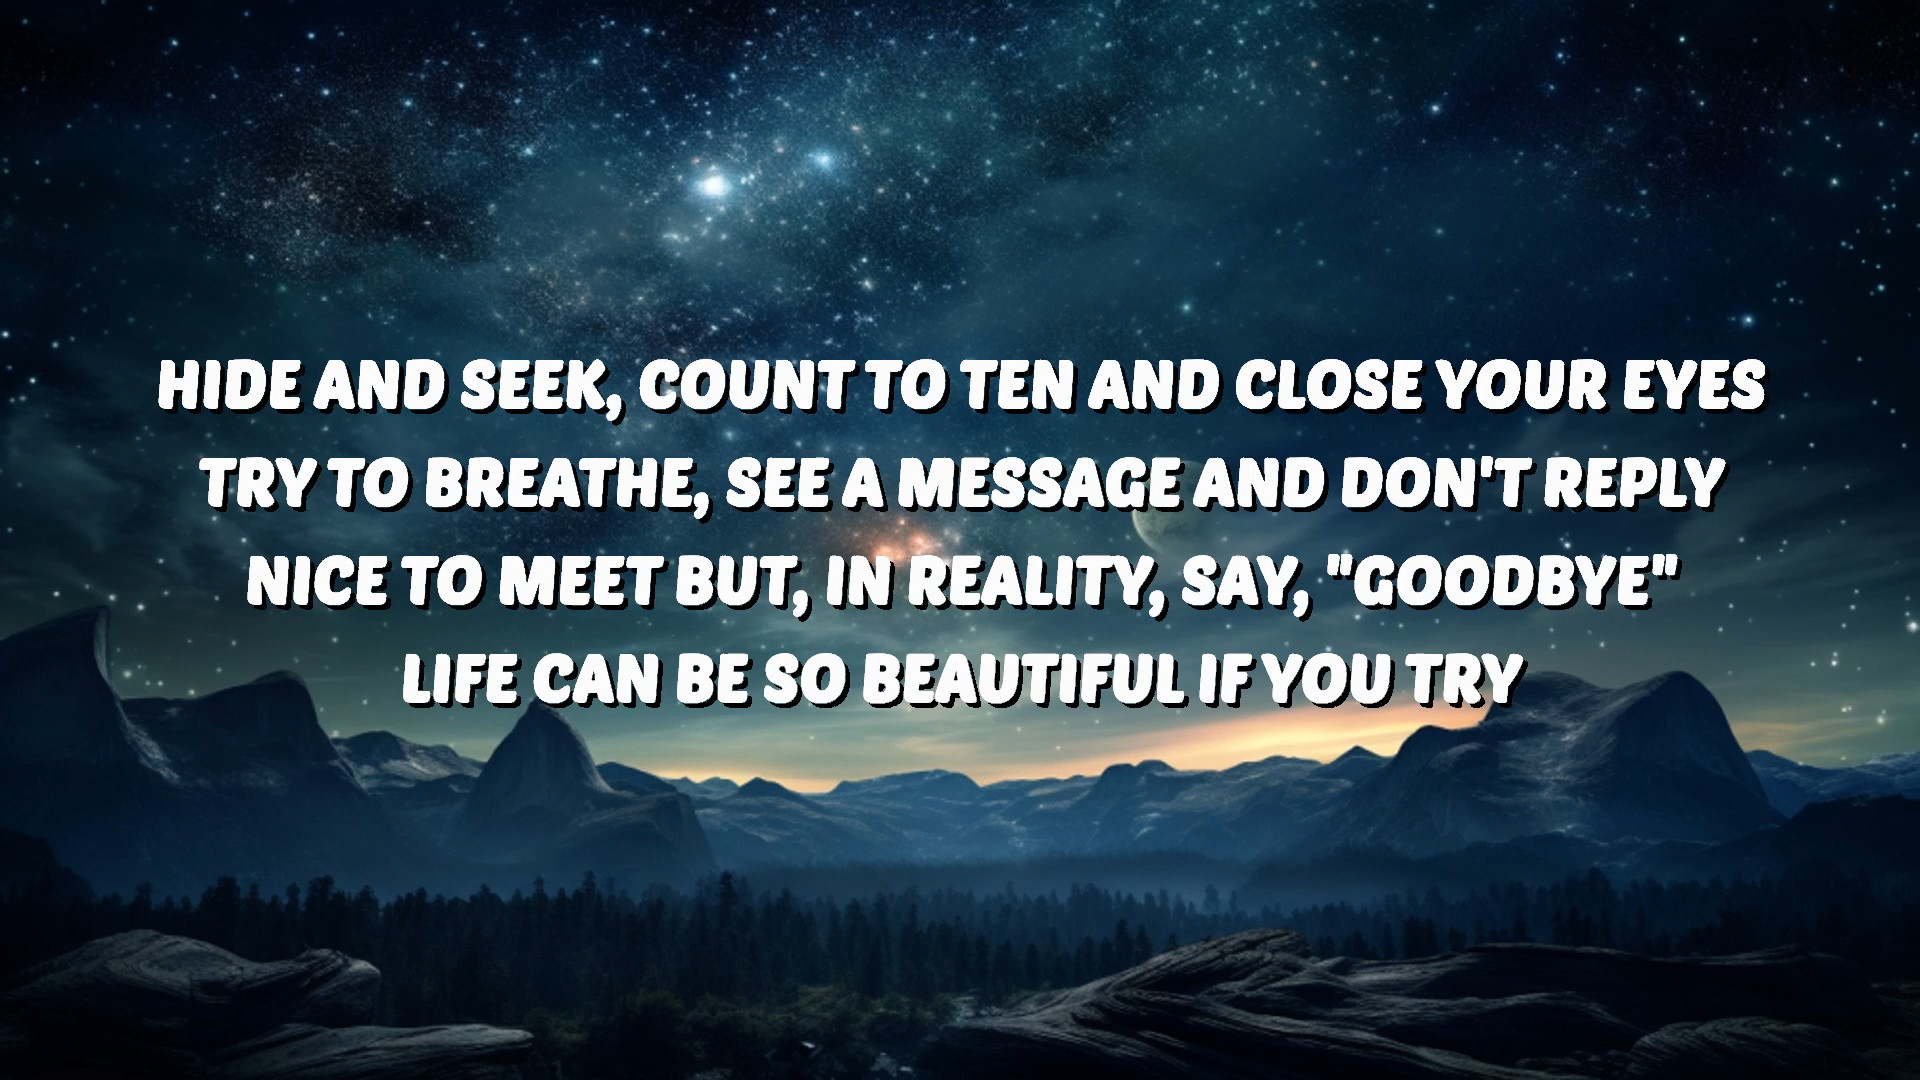 HIDE AND SEEK, COUNT TO TEN AND CLOSE YOUR EYES
TRY TO BREATHE, SEE A MESSAGE AND DON'T REPLY
NICE TO MEET BUT, IN REALITY, SAY, "GOODBYE"
LIFE CAN BE SO BEAUTIFUL IF YOU TRY